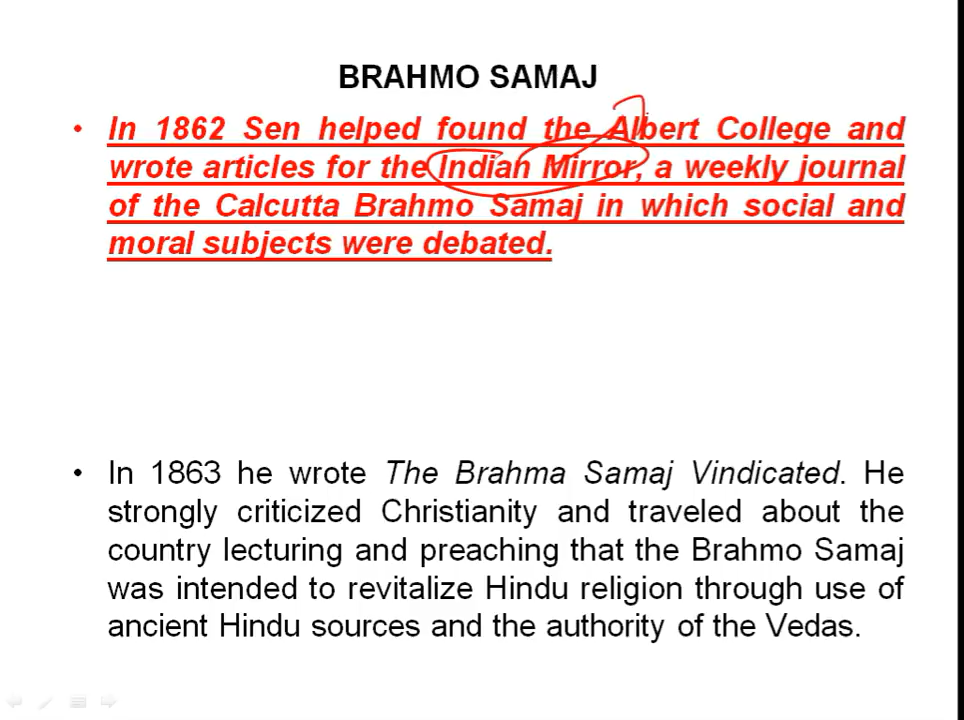 BRAHMO SAMAJ
• In 1862 Sen helped found the Albert College and
wrote articles for the Indian Mirror, a weekly journal
of the Calcutta Brahmo Samaj in which social and
moral subjects were debated.
• In 1863 he wrote The Brahma Samaj Vindicated. He
strongly criticized Christianity and traveled about the
country lecturing and preaching that the Brahmo Samaj
was intended to revitalize Hindu religion through use of
ancient Hindu sources and the authority of the Vedas.